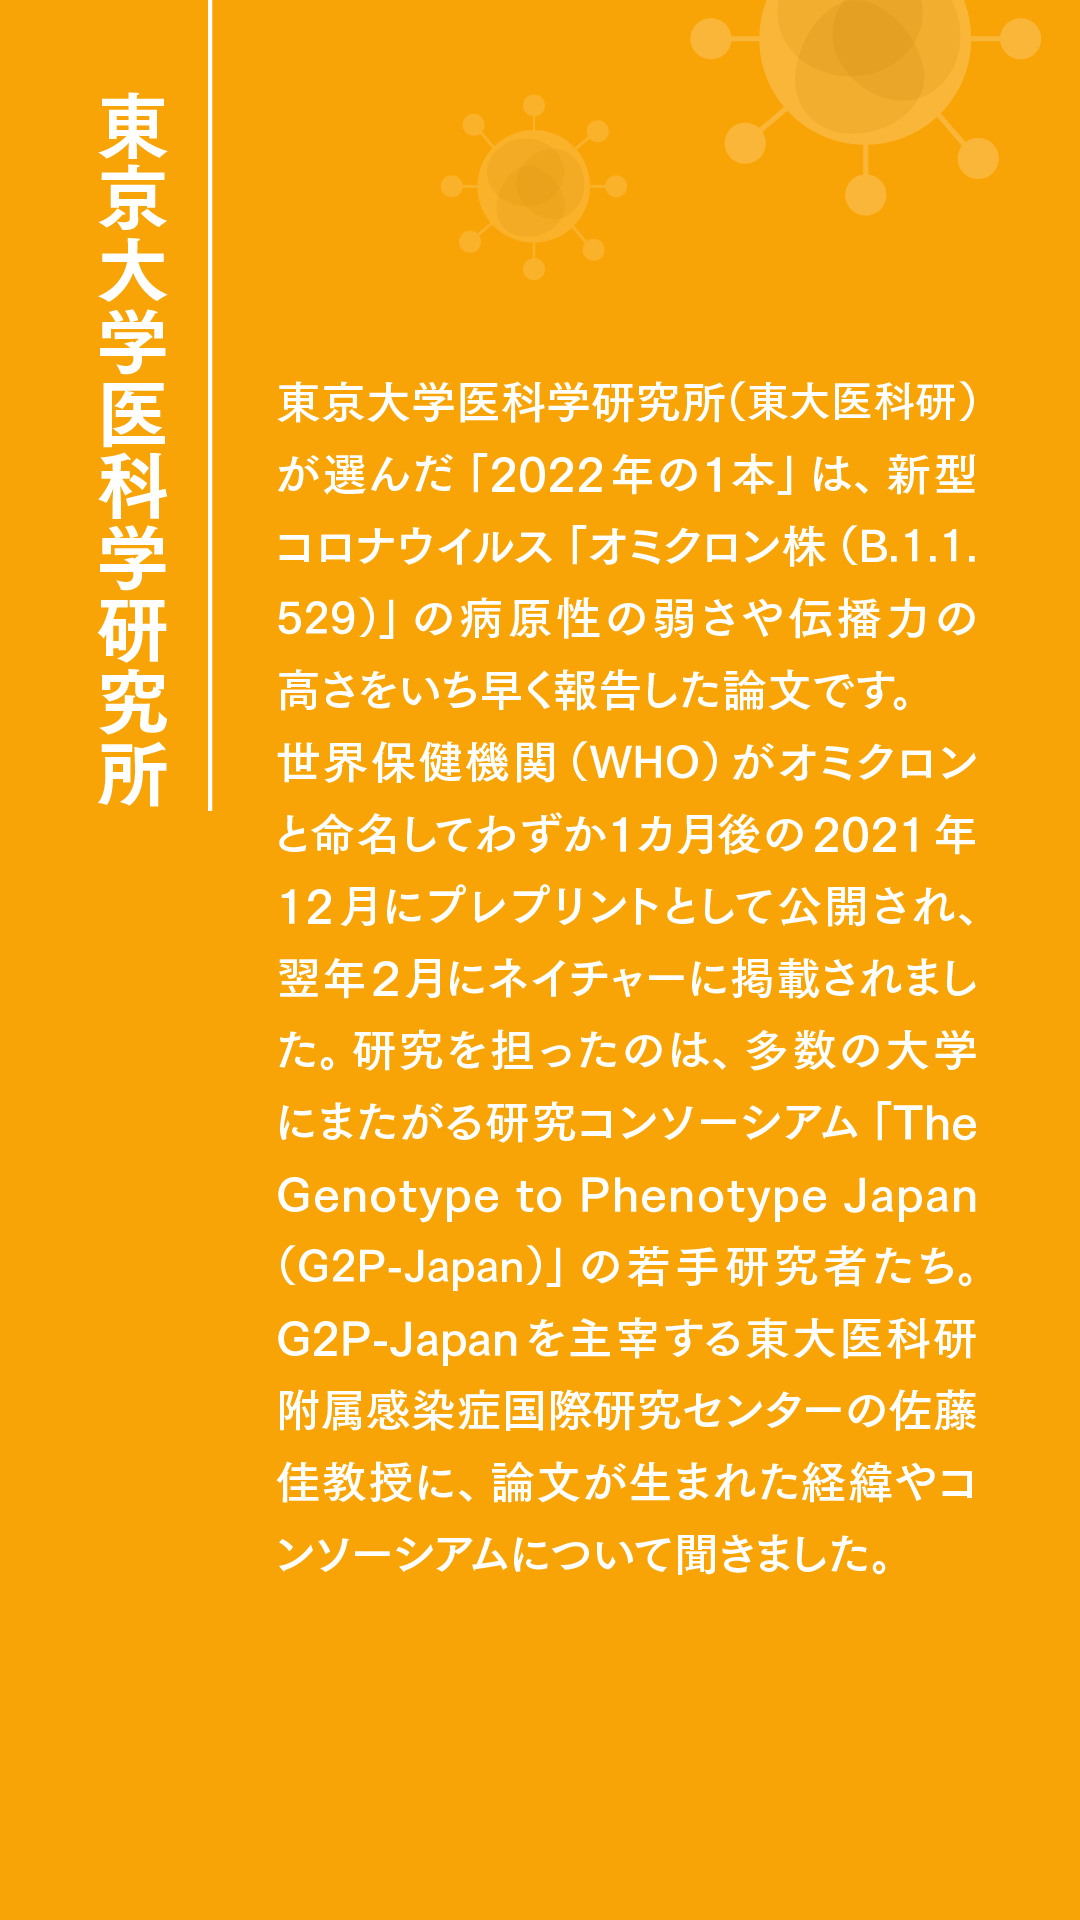 東京大学医科学研究所
東京大学医科学研究所（東大医科研）
が選んだ「2022年の1本」は、新型
コロナウイルス「オミクロン株（B.1.1.
529）」の病原性の弱さや伝播力の
高さをいち早く報告した論文です。
世界保健機関（WHO）がオミクロン
と命名してわずか1カ月後の2021年
12月にプレプリントとして公開され、
翌年2月にネイチャーに掲載されまし
た。研究を担ったのは、多数の大学
にまたがる研究コンソーシアム「The
Genotype to Phenotype Japan
（G2P-Japan）」の若手研究者たち。
G2P-Japanを主宰する東大医科研
附属感染症国際研究センターの佐藤
佳教授に、論文が生まれた経緯やコ
ンソーシアムについて聞きました。